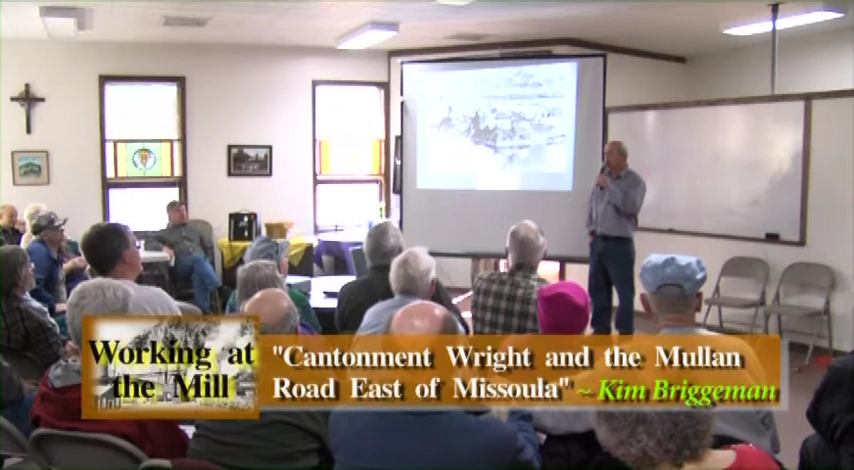 Working at
the Mill
"Cantonment Wright and the Mullan
Road East of Missoula" ~ Kim Briggeman